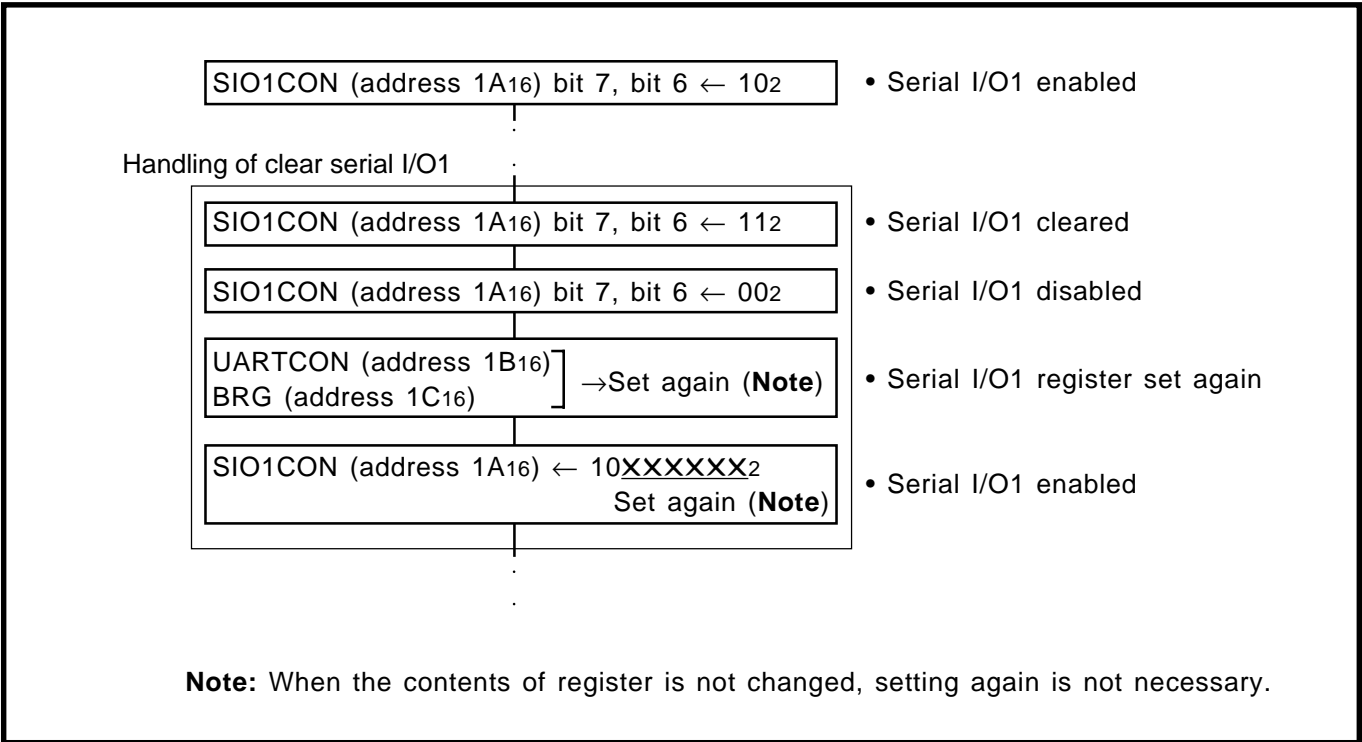 SIO1CON (address 1A16) bit 7, bit 6 ← 102
• Serial I/O1 enabled
Handling of clear serial I/O1
SIO1CON (address 1A16) bit 7, bit 6 ← 112
• Serial I/O1 cleared
SIO1CON (address 1A16) bit 7, bit 6 ← 002
• Serial I/O1 disabled
UARTCON (address 1B16)
BRG (address 1C16)
→Set again (Note)
• Serial I/O1 register set again
SIO1CON (address 1A16) ← 10XXXXXX2
Set again (Note)
• Serial I/O1 enabled
Note: When the contents of register is not changed, setting again is not necessary.